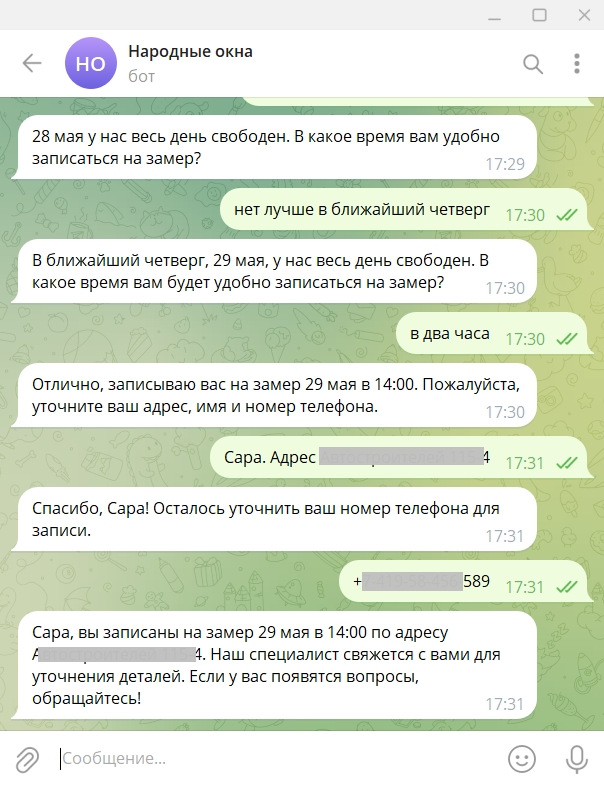 НО
Народные окна
бот
28 мая у нас весь день свободен. В какое время вам удобно
записаться на замер?
17:29
нет лучше в ближайший четверг
17:30
В ближайший четверг, 29 мая, у нас весь день свободен. В
какое время вам будет удобно записаться на замер?
17:30
в два часа
17:30
Отлично, записываю вас на замер 29 мая в 14:00. Пожалуйста,
уточните ваш адрес, имя и номер телефона.
17:30
Сара. Адрес 4
17:31
Спасибо, Сара! Осталось уточнить ваш номер телефона для
записи.
17:31
+ 589
17:31
Сара, вы записаны на замер 29 мая в 14:00 по адресу
А 4. Наш специалист свяжется с вами для
уточнения деталей. Если у вас появятся вопросы,
обращайтесь!
17:31
Сообщение...